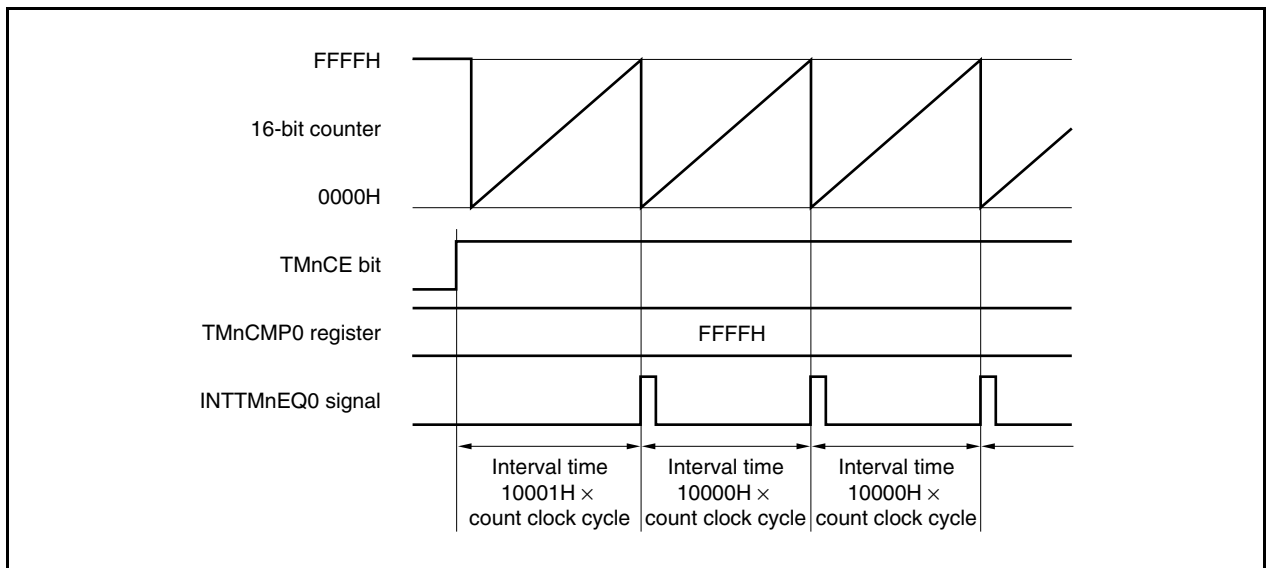 FFFFH
16-bit counter
0000H
TMnCE bit
TMnCMP0 register
FFFFH
INTTMnEQ0 signal
Interval time
10001H ×
count clock cycle
Interval time
10000H ×
count clock cycle
Interval time
10000H ×
count clock cycle